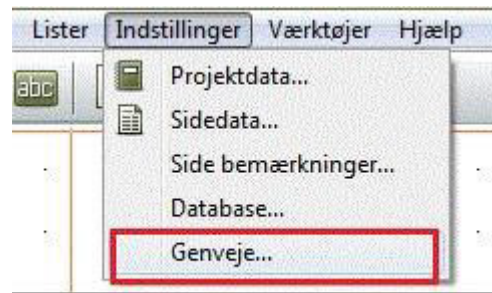 Lister Indstillinger Værktøjer Hjælp
abc
Projektdata...
Sidedata...
Side bemærkninger...
Database...
Genveje...